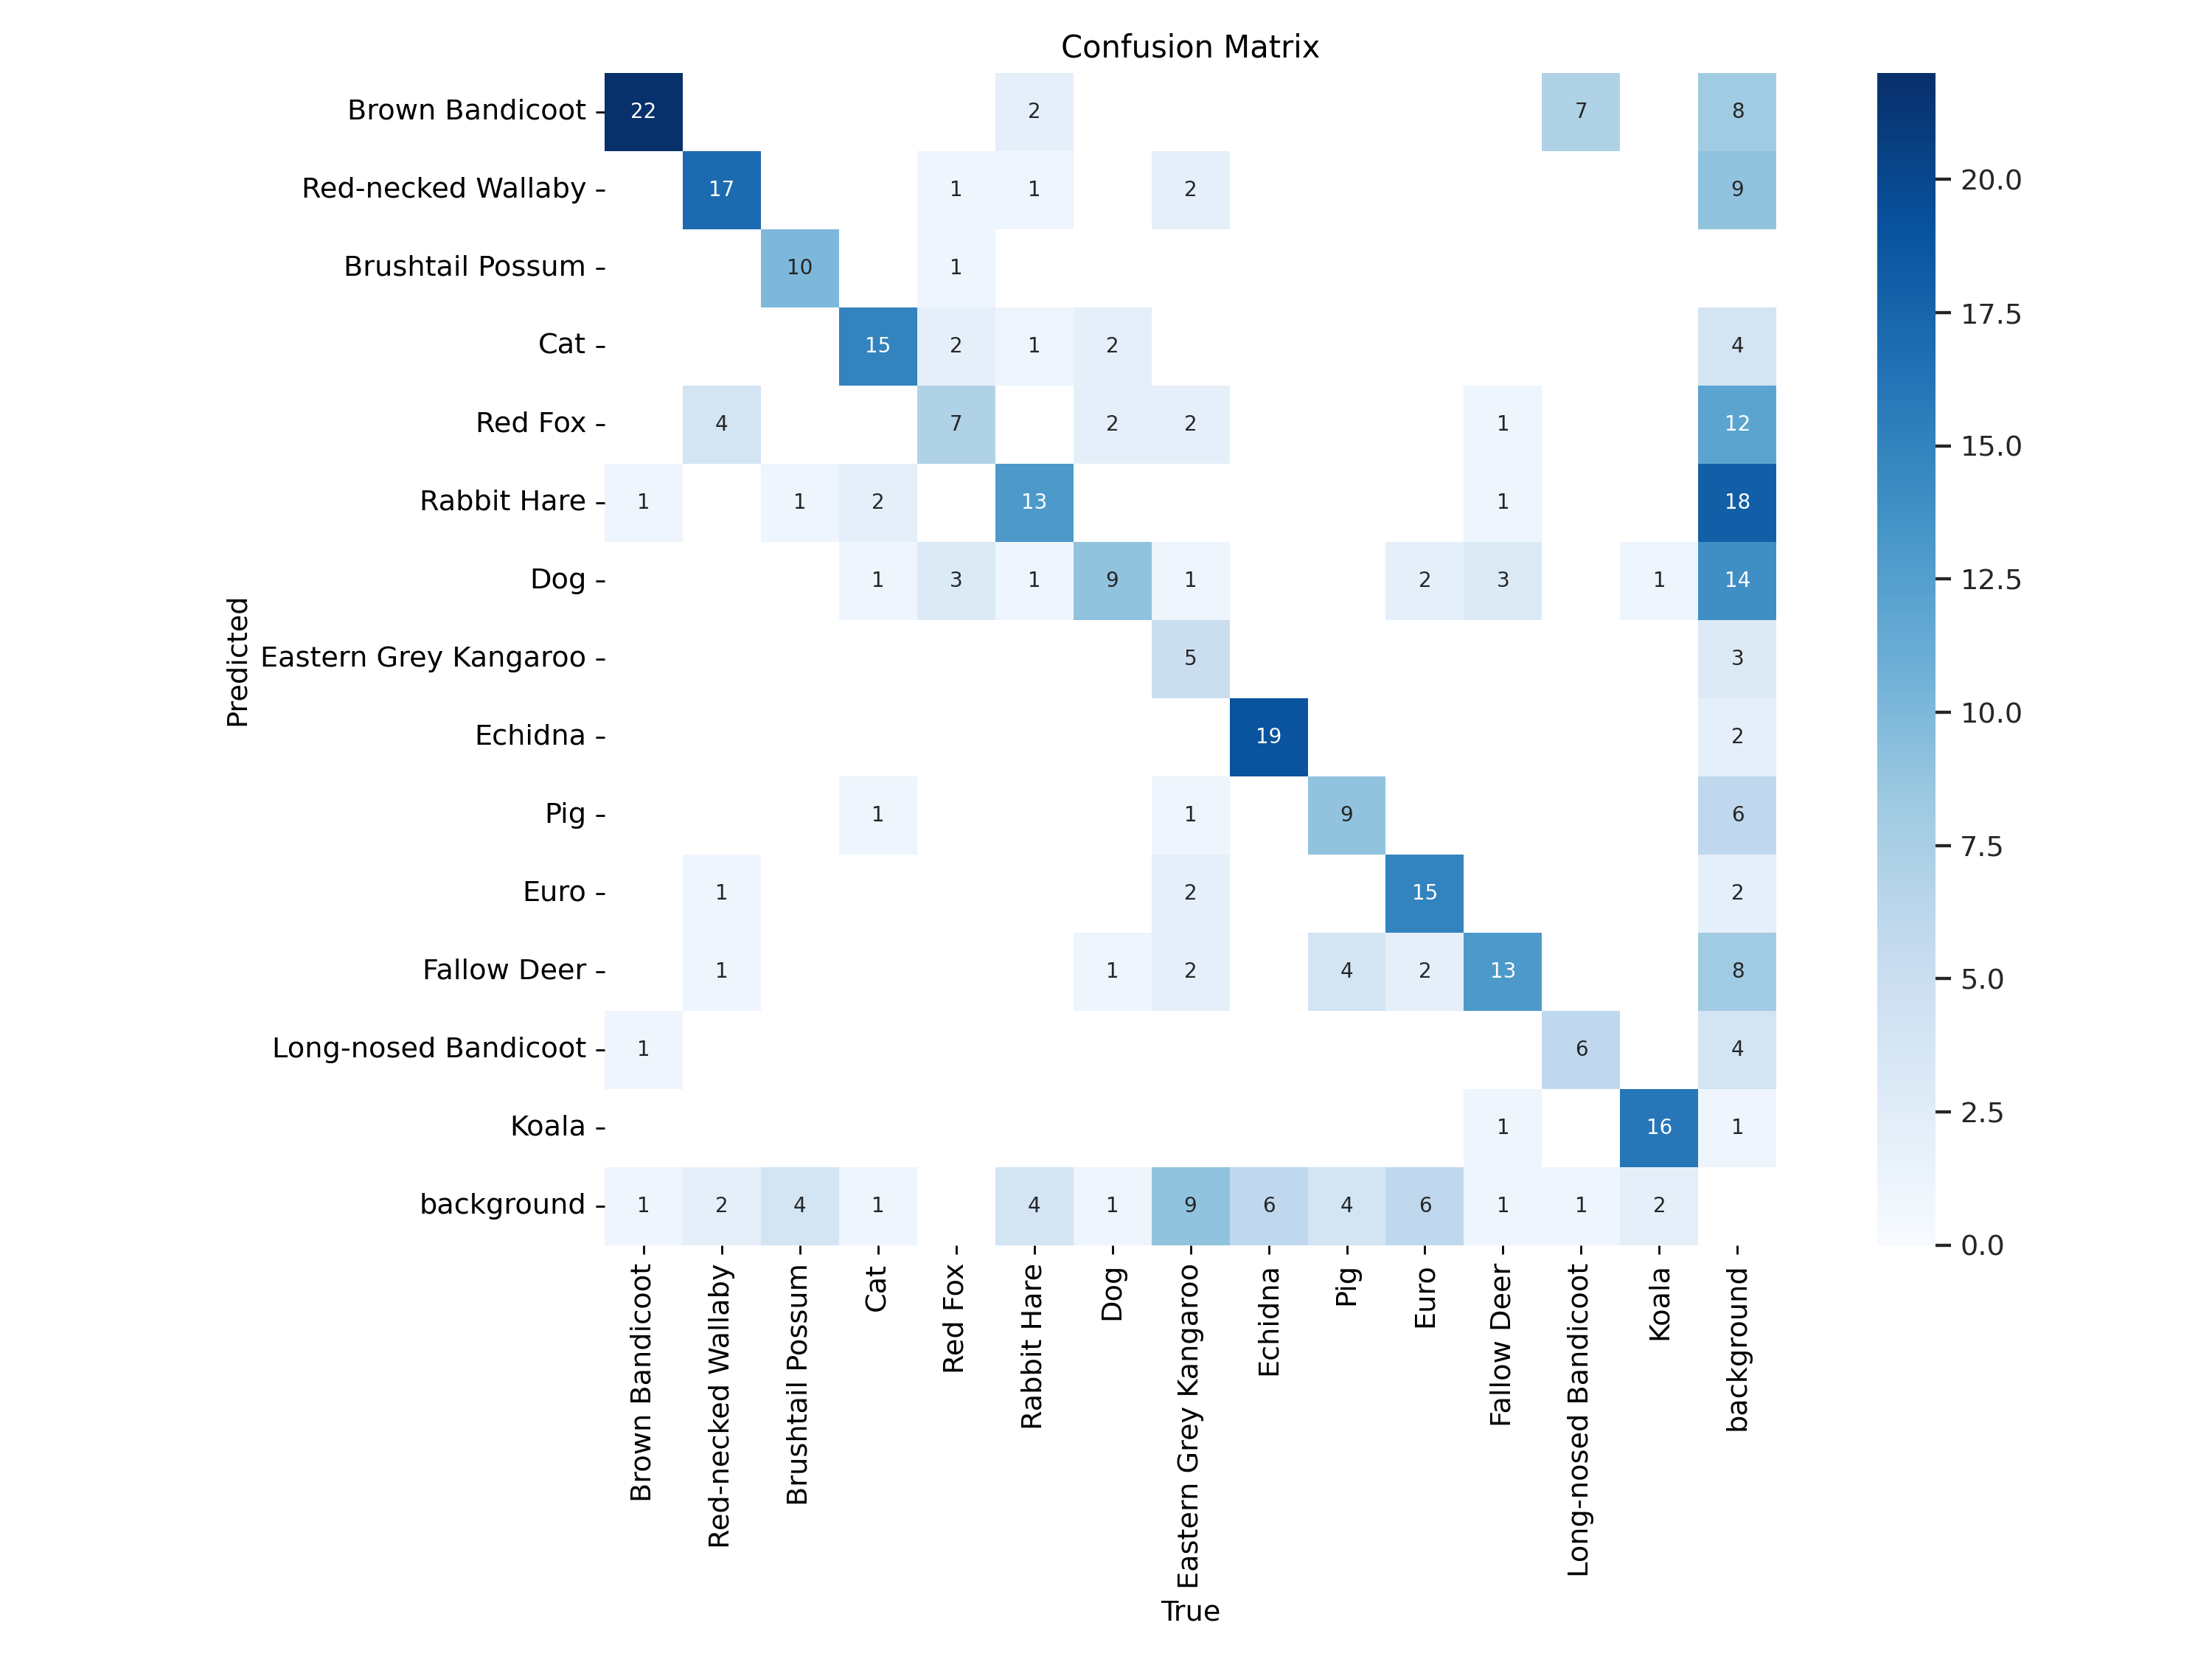 Confusion Matrix
Brown Bandicoot 22 2 7 8
Red-necked Wallaby 17 1 1 2 9
Brushtail Possum 10 1
Cat 15 2 1 2 4
Red Fox 4 7 2 2 1 12
Rabbit Hare 1 1 2 13 1 18
Dog 1 3 1 9 1 2 3 1 14
Eastern Grey Kangaroo 5 3
Echidna 19 2
Pig 1 1 9 6
Euro 1 2 15 2
Fallow Deer 1 1 2 4 2 13 8
Long-nosed Bandicoot 1 6 4
Koala 1 16 1
background 1 2 4 1 4 1 9 6 4 6 1 1 2
Predicted
Brown Bandicoot
Red-necked Wallaby
Brushtail Possum
Cat
Red Fox
Rabbit Hare
Dog
Eastern Grey Kangaroo
Echidna
Pig
Euro
Fallow Deer
Long-nosed Bandicoot
Koala
background
True
20.0
17.5
15.0
12.5
10.0
7.5
5.0
2.5
0.0